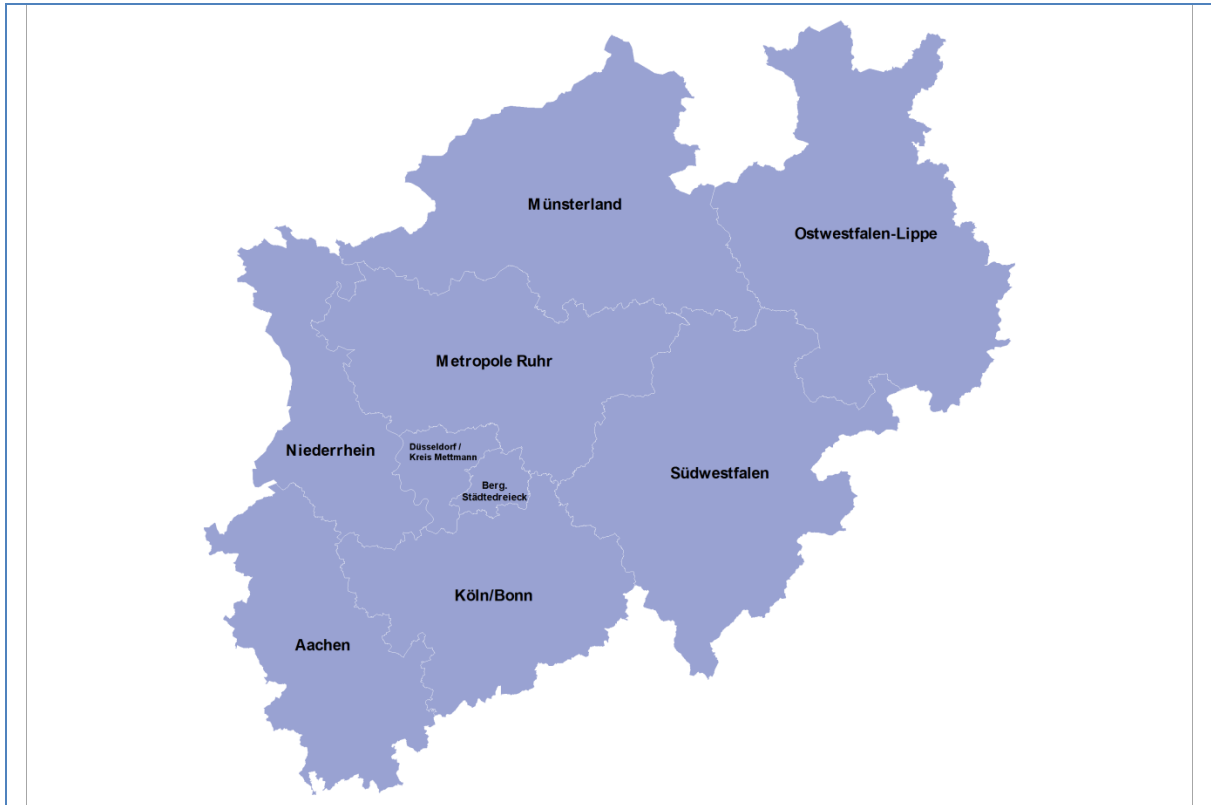 Münsterland
Ostwestfalen-Lippe
Metropole Ruhr
Niederrhein
Düsseldorf /
Kreis Mettmann
Südwestfalen
Berg.
Städtedreieck
Köln/Bonn
Aachen